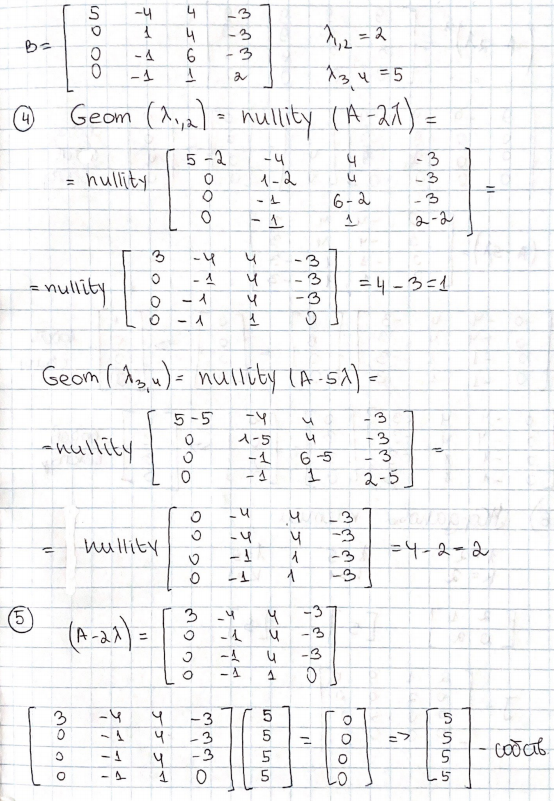 B = [ 5 -4 4 -3 λ₁,₂ = 2
0 1 4 -3
0 -1 6 -3 λ₃,₄ = 5
0 -1 1 2 ]
④ Geom (λ₁,₂) = nullity (A - 2λ) =
= nullity [ 5-2 -4 4 -3
0 1-2 4 -3
0 -1 6-2 -3
0 -1 1 2-2 ] =
= nullity [ 3 -4 4 -3
0 -1 4 -3
0 -1 4 -3
0 -1 1 0 ] = 4 - 3 = 1
Geom (λ₃,₄) = nullity (A - 5λ) =
= nullity [ 5-5 -4 4 -3
0 1-5 4 -3
0 -1 6-5 -3
0 -1 1 2-5 ] =
= nullity [ 0 -4 4 -3
0 -4 4 -3
0 -1 1 -3
0 -1 1 -3 ] = 4 - 2 = 2
⑤ (A - 2λ) = [ 3 -4 4 -3
0 -1 4 -3
0 -1 4 -3
0 -1 1 0 ]
[ 3 -4 4 -3 ] [ 5 ] = [ 0 ] => [ 5 ] - собств
0 -1 4 -3 5 0 5
0 -1 4 -3 5 0 5
0 -1 1 0 5 0 5